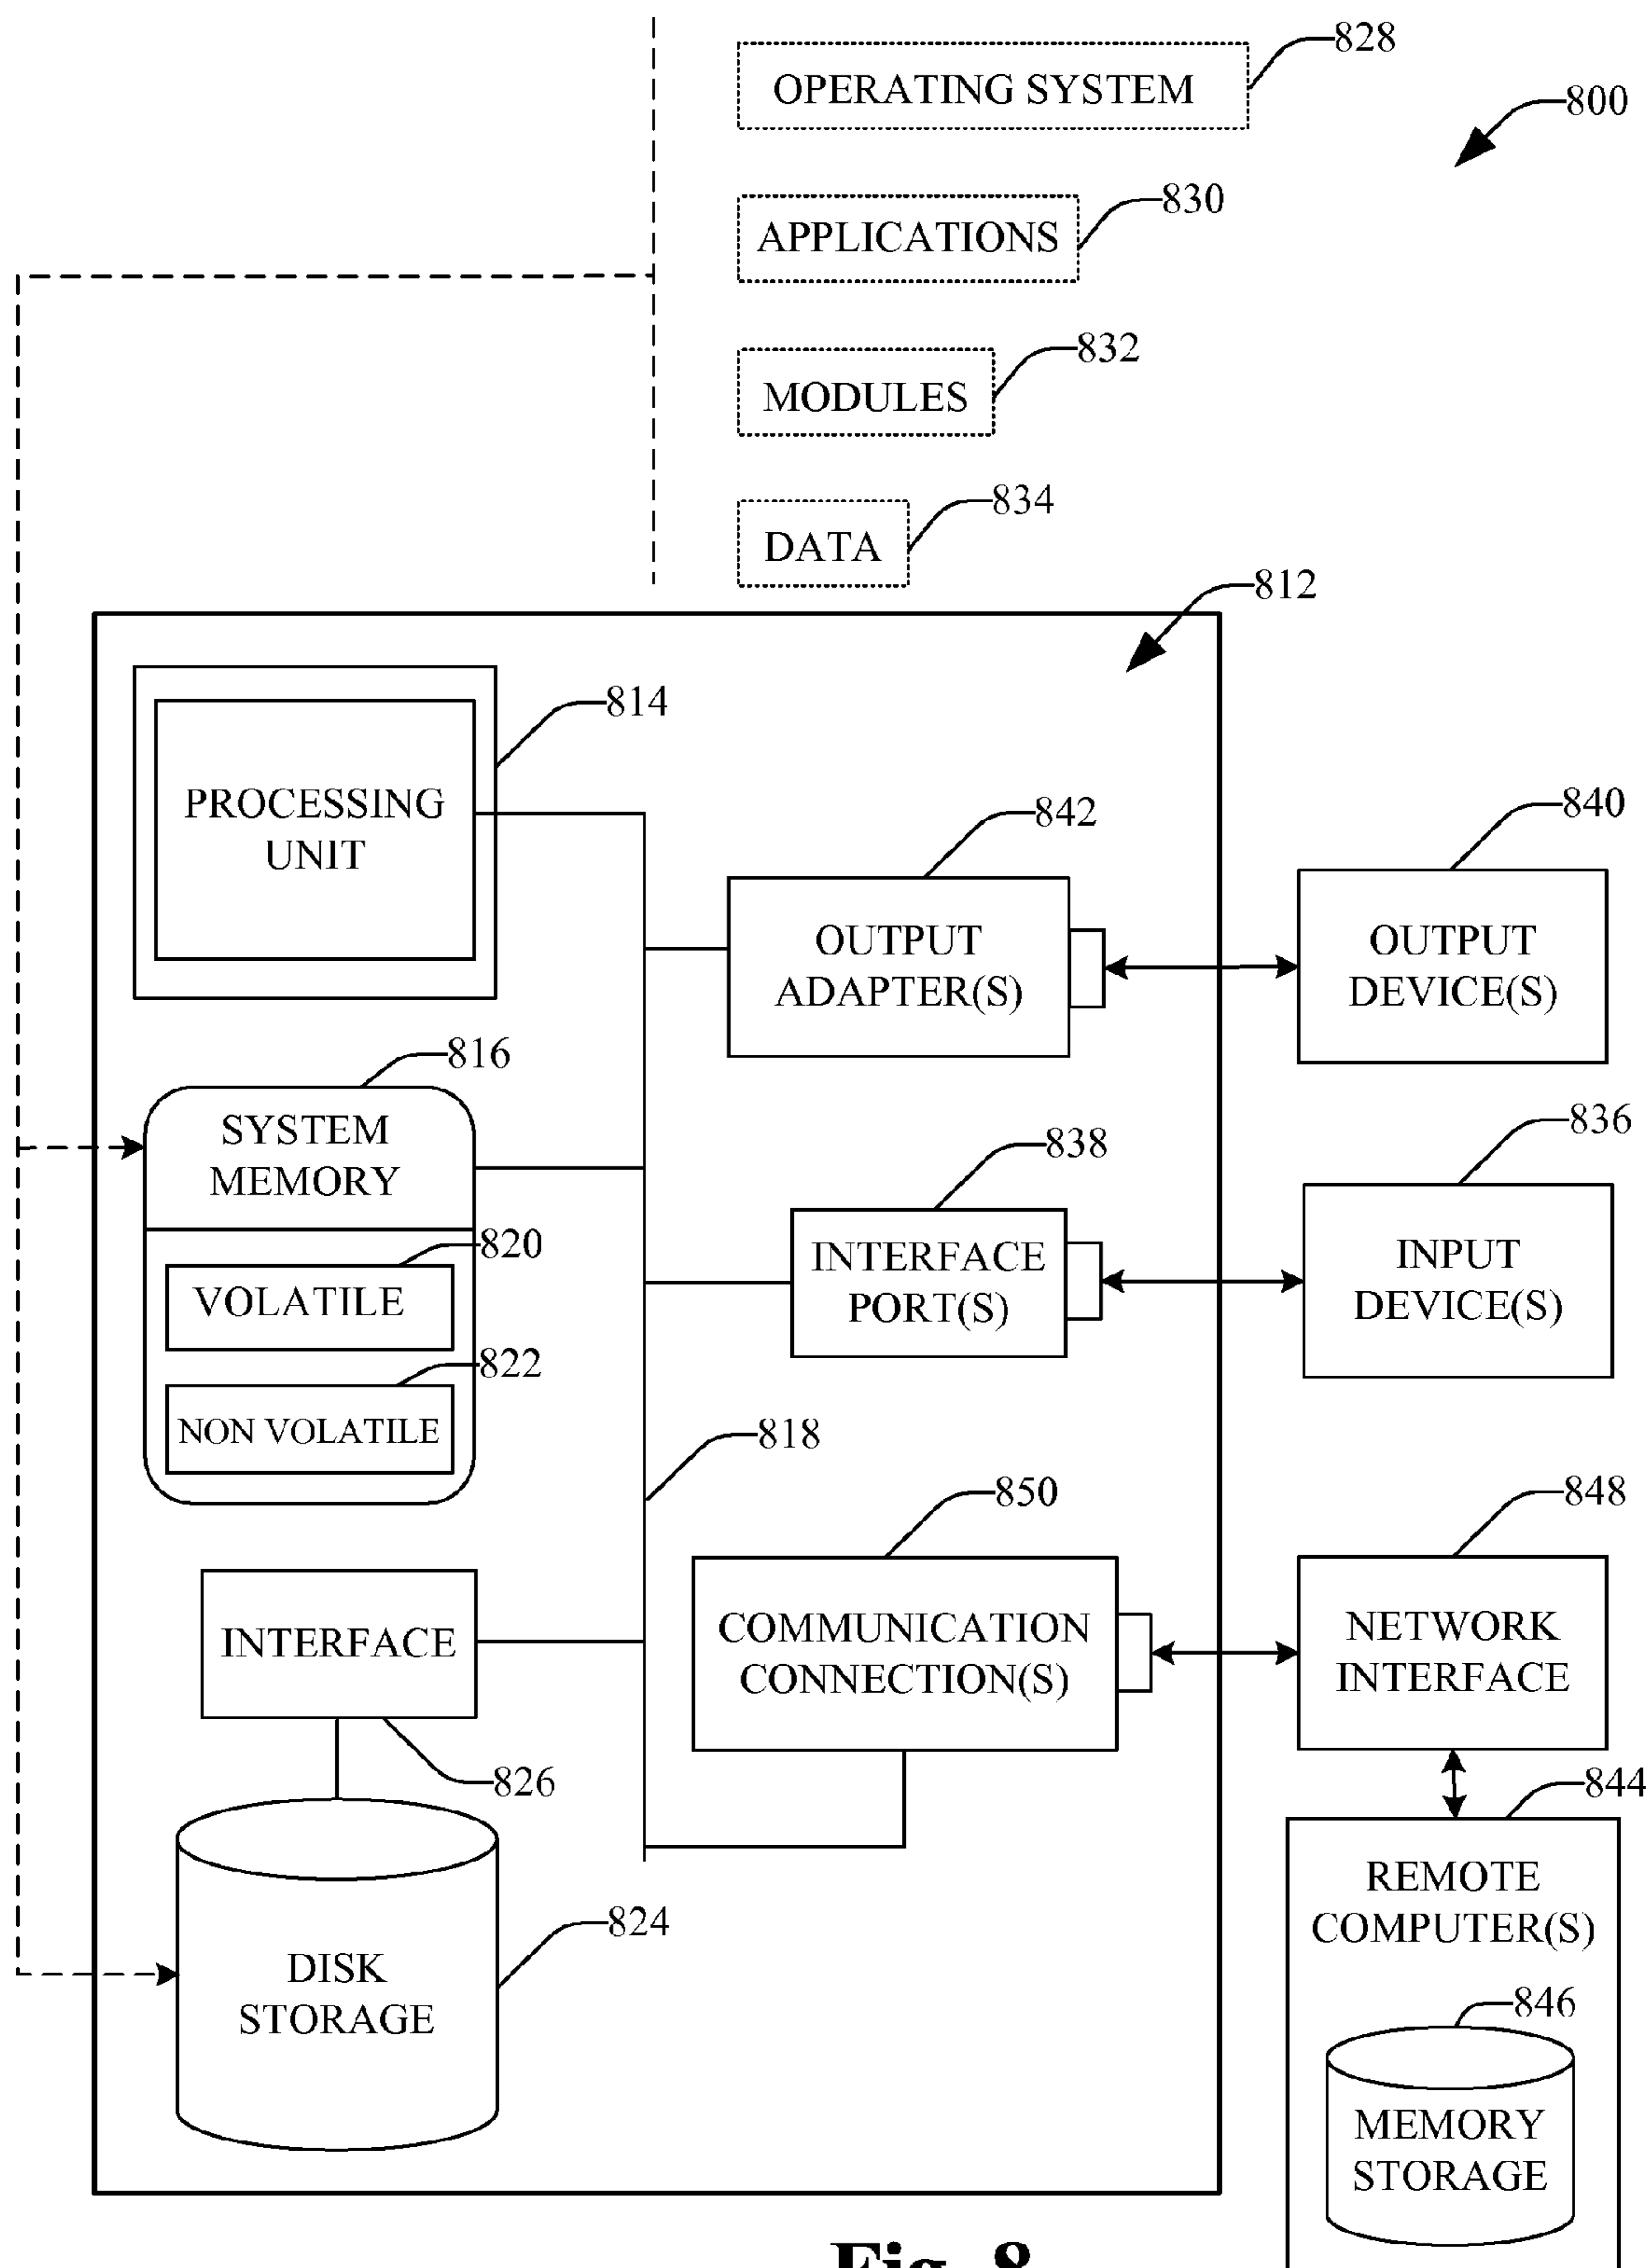 828
OPERATING SYSTEM
800
830
APPLICATIONS
832
MODULES
834
DATA
812
814
PROCESSING
UNIT
842
OUTPUT
ADAPTER(S)
840
OUTPUT
DEVICE(S)
816
SYSTEM
MEMORY
820
VOLATILE
822
NON VOLATILE
838
INTERFACE
PORT(S)
836
INPUT
DEVICE(S)
818
850
COMMUNICATION
CONNECTION(S)
848
NETWORK
INTERFACE
INTERFACE
826
844
REMOTE
COMPUTER(S)
824
DISK
STORAGE
846
MEMORY
STORAGE
Fig. 8